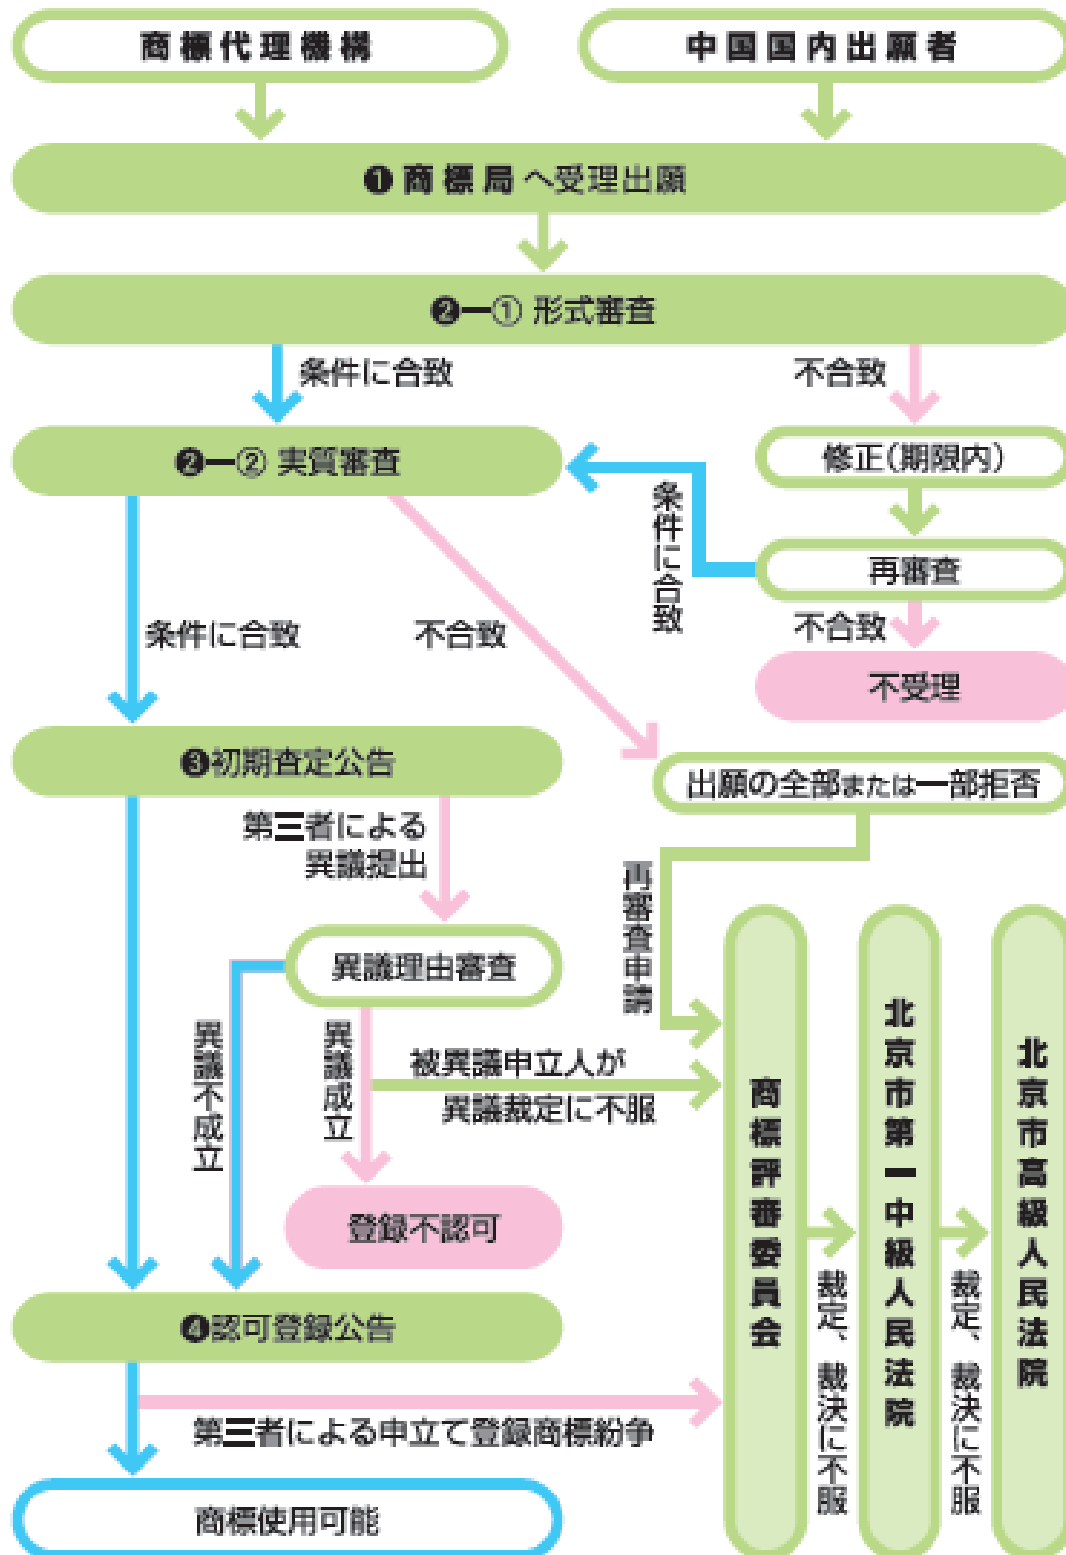 商標代理機構
中国国内出願者
❶商標局へ受理出願
❷ー① 形式審査
条件に合致
不合致
❷ー② 実質審査
修正(期限内)
条件に合致
再審査
不合致
不受理
条件に合致
不合致
❸初期査定公告
出願の全部または一部拒否
第三者による
異議提出
再審査申請
異議理由審査
異議不成立
異議成立
被異議申立人が
異議裁定に不服
登録不認可
商標評審委員会
北京市第一中級人民法院
北京市高級人民法院
裁定、裁決に不服
裁定、裁決に不服
❹認可登録公告
第三者による申立て登録商標紛争
商標使用可能